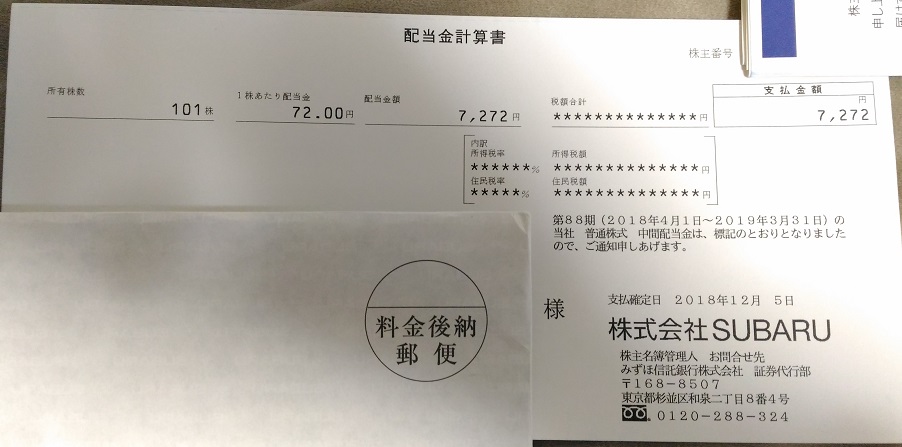 配当金計算書
株主番号
株主
申し上
所有株数
101株
1株あたり配当金
72.00円
配当金額
7,272円
税額合計
**************円
支払金額
円
7,272
内訳
所得税率
******%
所得税額
**************円
住民税率
*****%
住民税額
**************円
第88期(2018年4月1日~2019年3月31日)の
当社 普通株式 中間配当金は、標記のとおりとなりました
ので、ご通知申しあげます。
様
支払確定日 2018年12月 5日
株式会社SUBARU
株主名簿管理人 お問合せ先
みずほ信託銀行株式会社 証券代行部
〒168-8507
東京都杉並区和泉二丁目8番4号
0120-288-324
料金後納
郵便